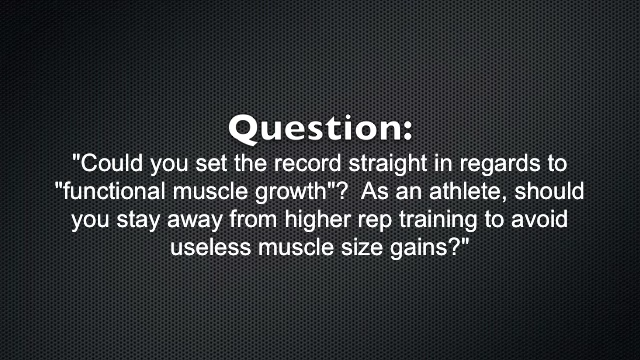 Question:
"Could you set the record straight in regards to
"functional muscle growth"?  As an athlete, should
you stay away from higher rep training to avoid
useless muscle size gains?"